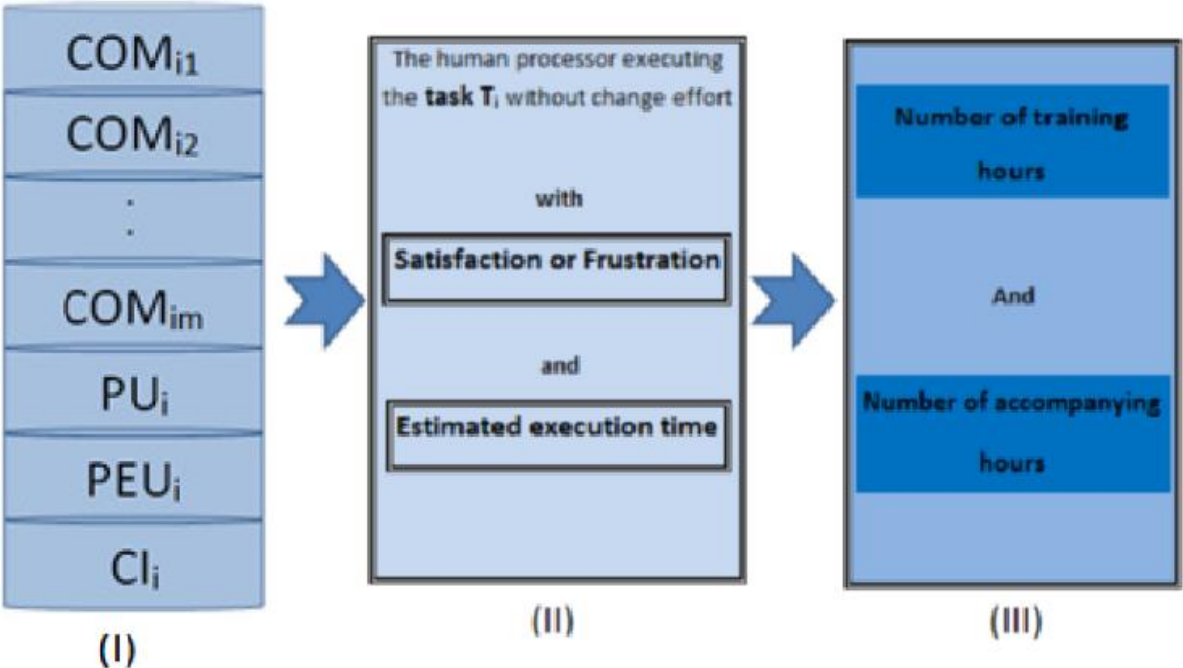 COMi1
COMi2
:
COMim
PUi
PEUi
CIi
(I)
The human processor executing
the task Ti without change effort
with
Satisfaction or Frustration
and
Estimated execution time
(II)
Number of training
hours
And
Number of accompanying
hours
(III)